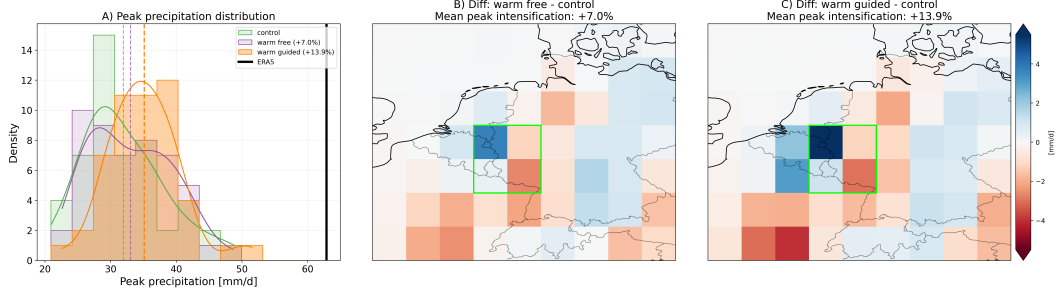 A) Peak precipitation distribution
control
warm free (+7.0%)
warm guided (+13.9%)
ERA5
Density
0
2
4
6
8
10
12
14
20
30
40
50
60
Peak precipitation [mm/d]
B) Diff: warm free - control
Mean peak intensification: +7.0%
C) Diff: warm guided - control
Mean peak intensification: +13.9%
4
2
0
−2
−4
[mm/d]